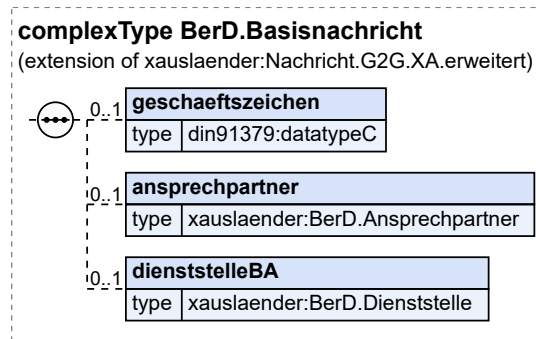 complexType BerD.Basisnachricht
(extension of xauslaender:Nachricht.G2G.XA.erweitert)
0..1 geschaeftszeichen
type din91379:datatypeC
0..1 ansprechpartner
type xauslaender:BerD.Ansprechpartner
0..1 dienststelleBA
type xauslaender:BerD.Dienststelle